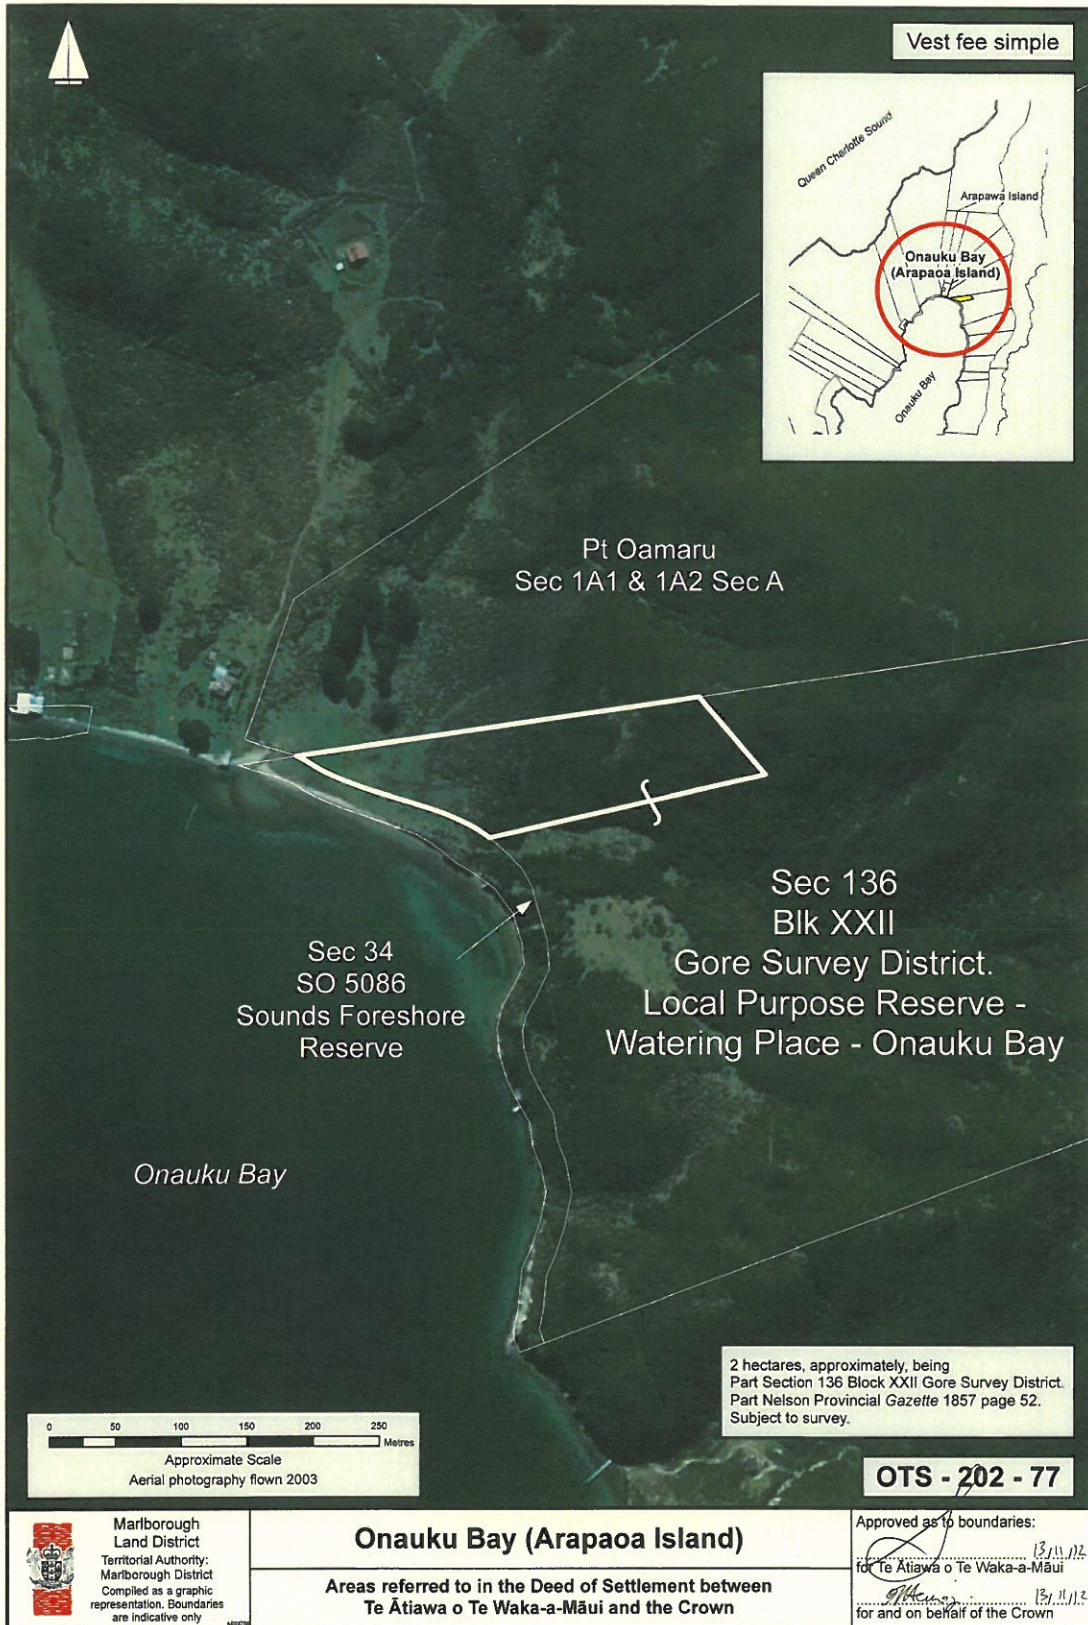 Vest fee simple
Queen Charlotte Sound
Arapawa Island
Onauku Bay
(Arapaoa Island)
Onauku Bay
Pt Oamaru
Sec 1A1 & 1A2 Sec A
Sec 136
Blk XXII
Gore Survey District.
Local Purpose Reserve -
Watering Place - Onauku Bay
Sec 34
SO 5086
Sounds Foreshore
Reserve
Onauku Bay
2 hectares, approximately, being
Part Section 136 Block XXII Gore Survey District.
Part Nelson Provincial Gazette 1857 page 52.
Subject to survey.
0 50 100 150 200 250
Metres
Approximate Scale
Aerial photography flown 2003
OTS - 202 - 77
Marlborough
Land District
Territorial Authority:
Marlborough District
Compiled as a graphic
representation. Boundaries
are indicative only
Onauku Bay (Arapaoa Island)
Areas referred to in the Deed of Settlement between
Te Ātiawa o Te Waka-a-Māui and the Crown
Approved as to boundaries:
13/11/12
for Te Ātiawa o Te Waka-a-Māui
13/11/12
for and on behalf of the Crown